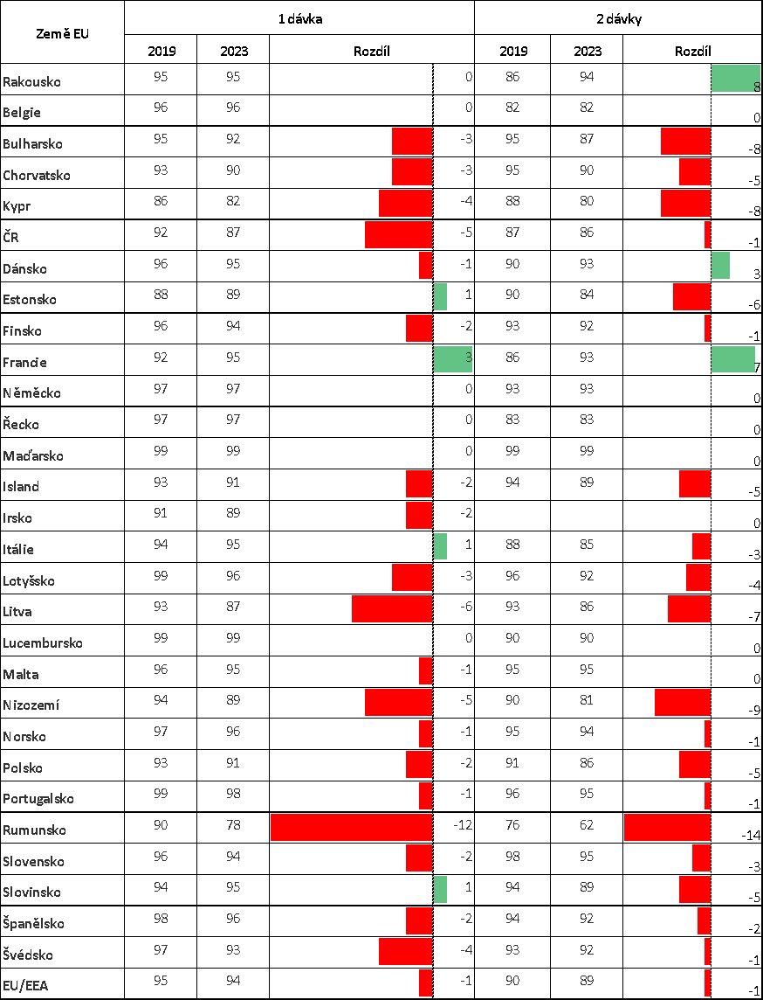 Země EU 1 dávka 2 dávky
2019 2023 Rozdíl 2019 2023 Rozdíl
Rakousko 95 95 0 86 94 8
Belgie 96 96 0 82 82 0
Bulharsko 95 92 -3 95 87 -8
Chorvatsko 93 90 -3 95 90 -5
Kypr 86 82 -4 88 80 -8
ČR 92 87 -5 87 86 -1
Dánsko 96 95 -1 90 93 3
Estonsko 88 89 1 90 84 -6
Finsko 96 94 -2 93 92 -1
Francie 92 95 3 86 93 7
Německo 97 97 0 93 93 0
Řecko 97 97 0 83 83 0
Maďarsko 99 99 0 99 99 0
Island 93 91 -2 94 89 -5
Irsko 91 89 -2 0
Itálie 94 95 1 88 85 -3
Lotyšsko 99 96 -3 96 92 -4
Litva 93 87 -6 93 86 -7
Lucembursko 99 99 0 90 90 0
Malta 96 95 -1 95 95 0
Nizozemí 94 89 -5 90 81 -9
Norsko 97 96 -1 95 94 -1
Polsko 93 91 -2 91 86 -5
Portugalsko 99 98 -1 96 95 -1
Rumunsko 90 78 -12 76 62 -14
Slovensko 96 94 -2 98 95 -3
Slovinsko 94 95 1 94 89 -5
Španělsko 98 96 -2 94 92 -2
Švédsko 97 93 -4 93 92 -1
EU/EEA 95 94 -1 90 89 -1